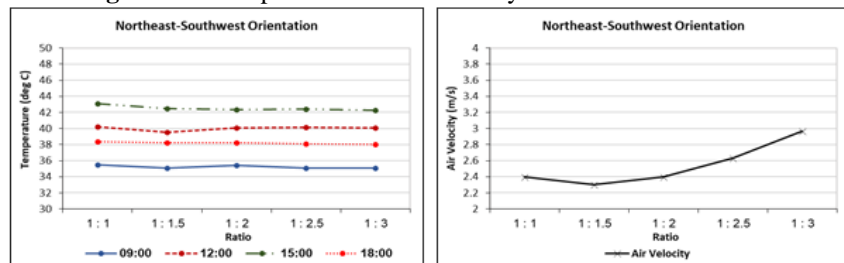 Northeast-Southwest Orientation
50
48
46
44
42
40
38
36
34
32
30
Temperature (deg C)
1 : 1
1 : 1.5
1 : 2
1 : 2.5
1 : 3
Ratio
09:00
12:00
15:00
18:00
Northeast-Southwest Orientation
4
3.8
3.6
3.4
3.2
3
2.8
2.6
2.4
2.2
2
Air Velocity (m/s)
1 : 1
1 : 1.5
1 : 2
1 : 2.5
1 : 3
Ratio
Air Velocity